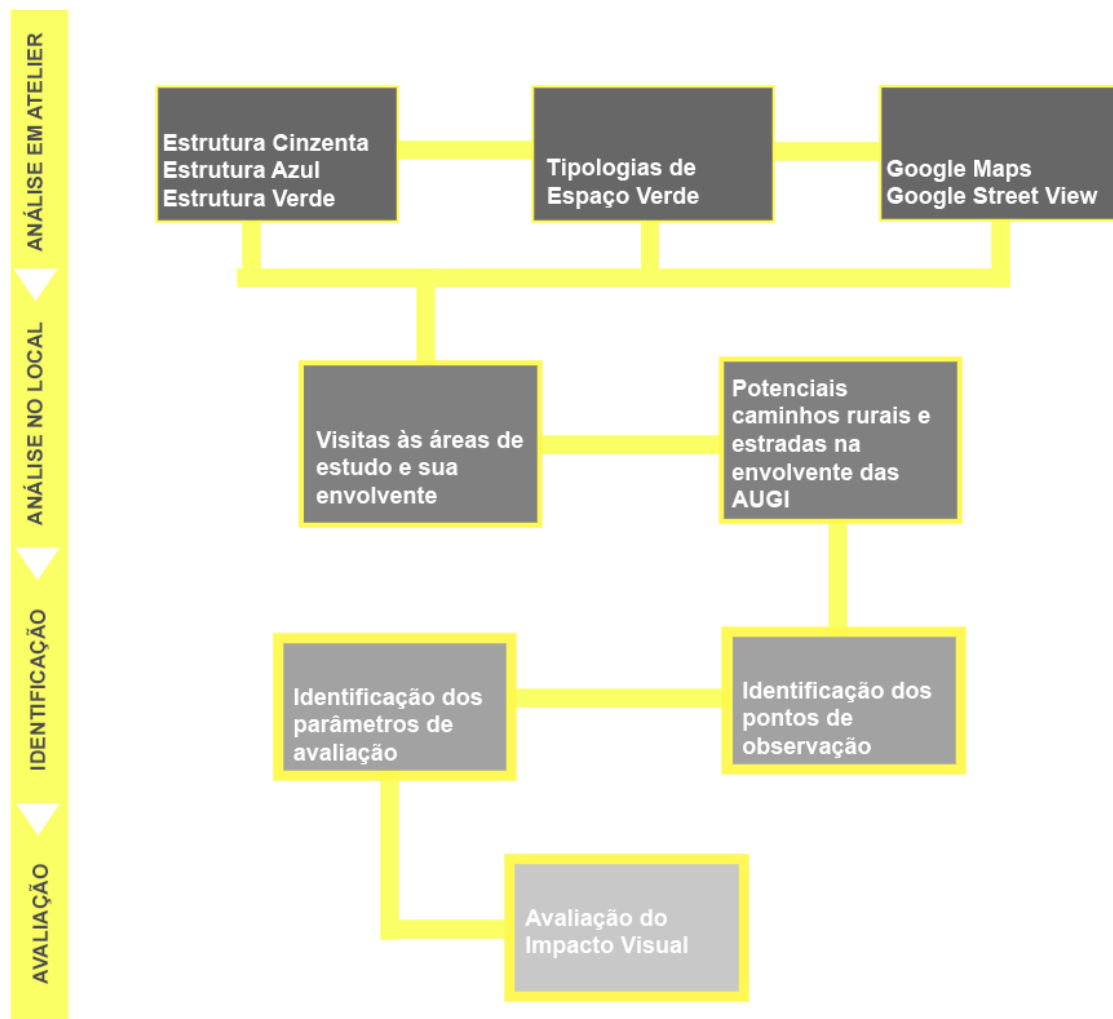 ANÁLISE EM ATELIER
Estrutura Cinzenta
Estrutura Azul
Estrutura Verde
Tipologias de
Espaço Verde
Google Maps
Google Street View
ANÁLISE NO LOCAL
Visitas às áreas de
estudo e sua
envolvente
Potenciais
caminhos rurais e
estradas na
envolvente das
AUGI
IDENTIFICAÇÃO
Identificação dos
parâmetros de
avaliação
Identificação dos
pontos de
observação
AVALIAÇÃO
Avaliação do
Impacto Visual